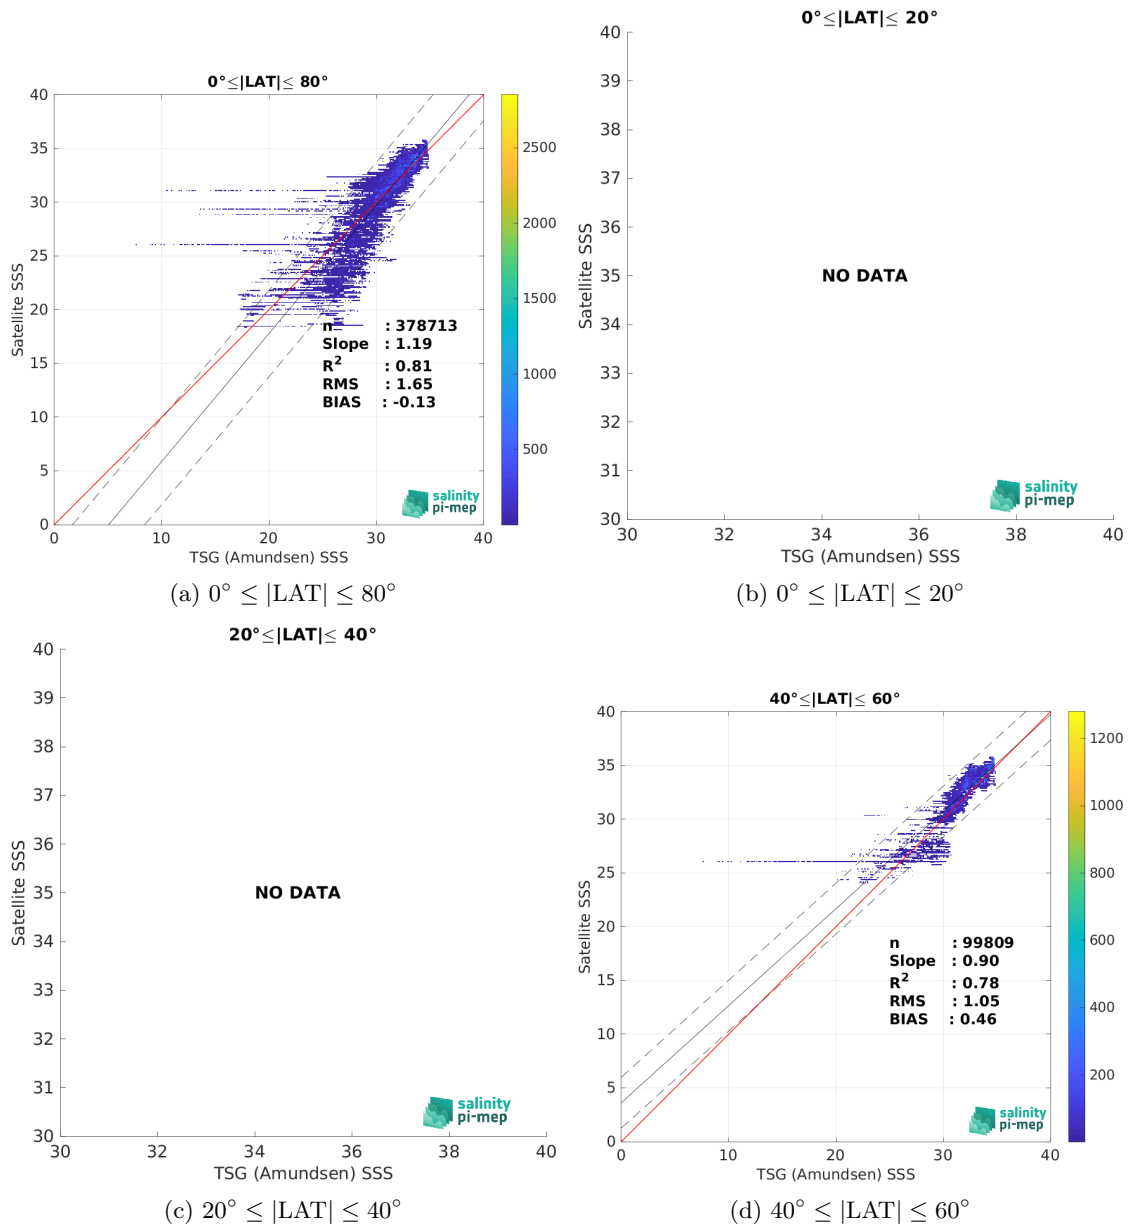 0°≤|LAT|≤ 80°
40
35
30
25
20
15
10
5
0
0
10
20
30
40
Satellite SSS
TSG (Amundsen) SSS
n : 378713
Slope : 1.19
R² : 0.81
RMS : 1.65
BIAS : -0.13
2500
2000
1500
1000
500
salinity
pi-mep
(a) 0° ≤ |LAT| ≤ 80°
0°≤|LAT|≤ 20°
40
39
38
37
36
35
34
33
32
31
30
30
32
34
36
38
40
Satellite SSS
TSG (Amundsen) SSS
NO DATA
salinity
pi-mep
(b) 0° ≤ |LAT| ≤ 20°
20°≤|LAT|≤ 40°
40
39
38
37
36
35
34
33
32
31
30
30
32
34
36
38
40
Satellite SSS
TSG (Amundsen) SSS
NO DATA
salinity
pi-mep
(c) 20° ≤ |LAT| ≤ 40°
40°≤|LAT|≤ 60°
40
35
30
25
20
15
10
5
0
0
10
20
30
40
Satellite SSS
TSG (Amundsen) SSS
n : 99809
Slope : 0.90
R² : 0.78
RMS : 1.05
BIAS : 0.46
1200
1000
800
600
400
200
salinity
pi-mep
(d) 40° ≤ |LAT| ≤ 60°